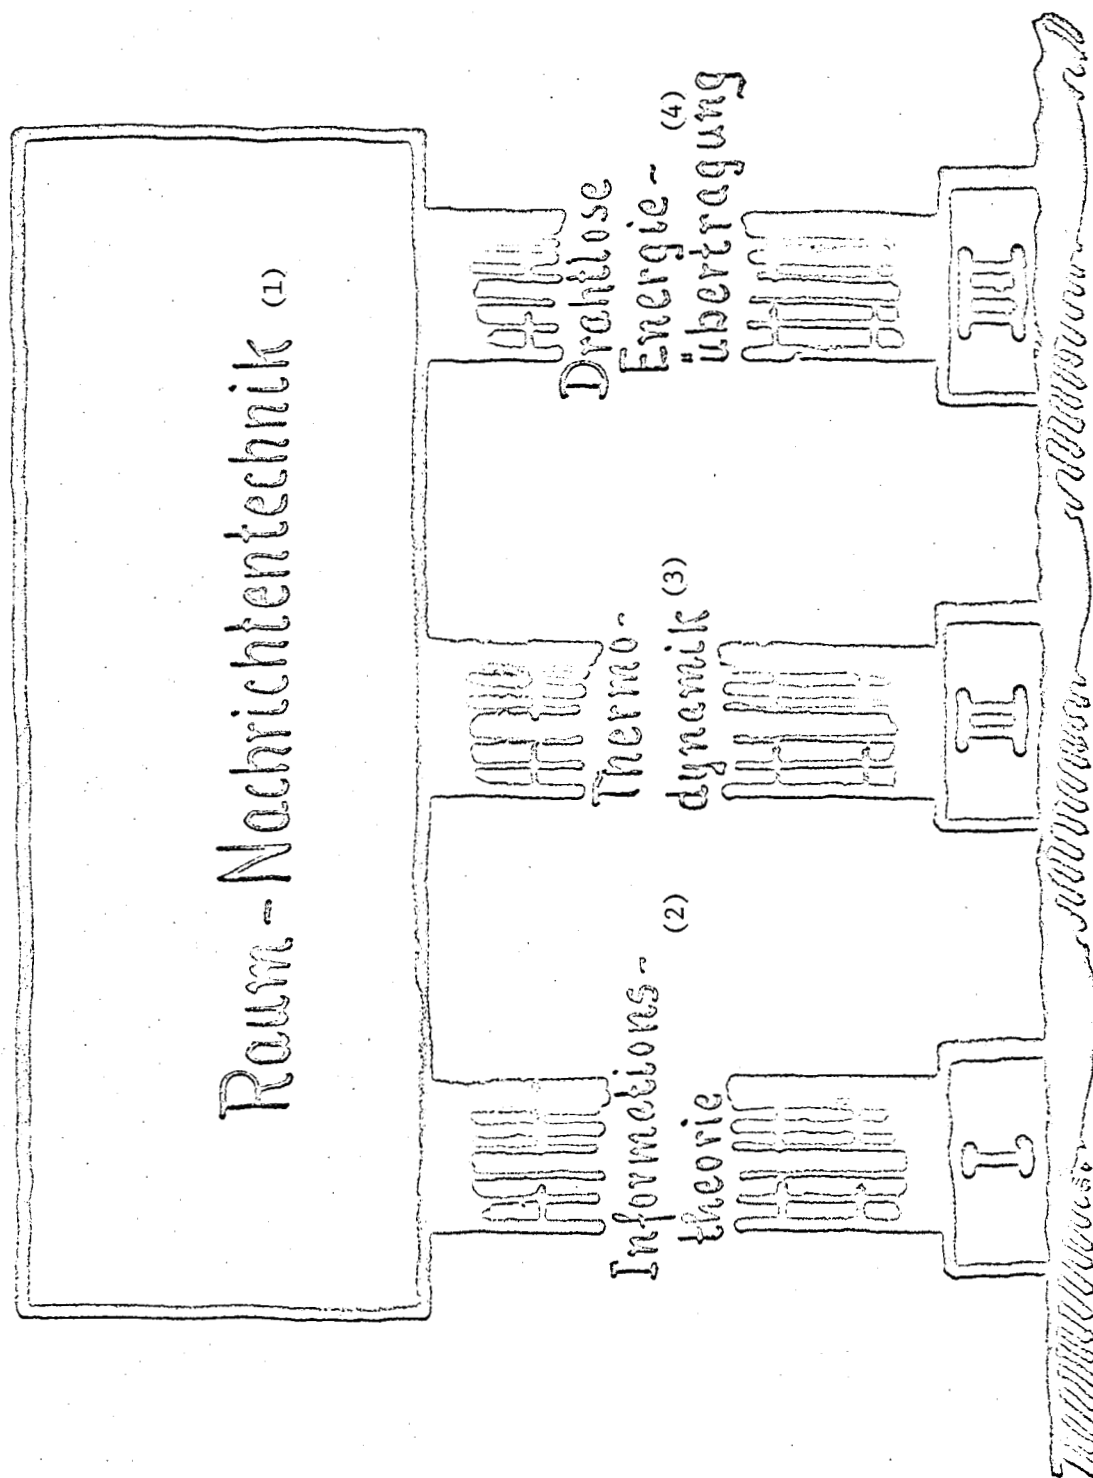 Raum-Nachrichtentechnik (1)
Informations-
theorie (2)
Thermo-
dynamik (3)
Drahtlose
Energie-
übertragung (4)
I
II
III